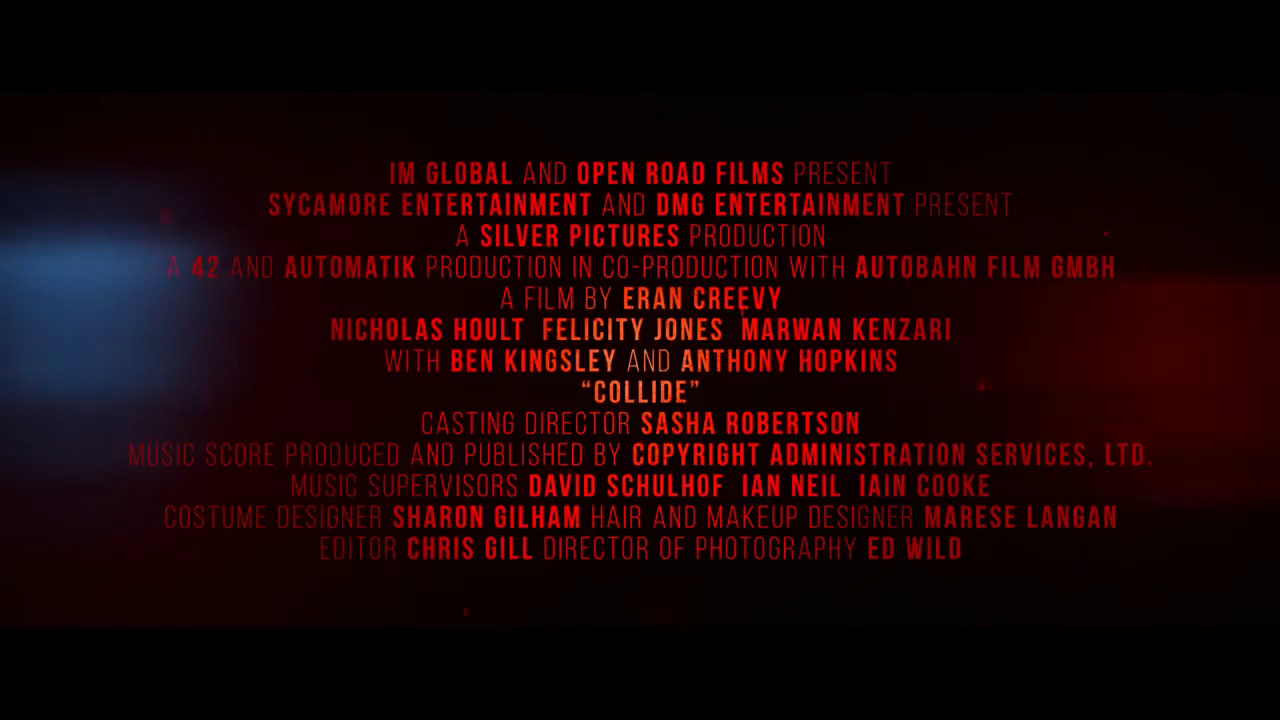 IM GLOBAL AND OPEN ROAD FILMS PRESENT
SYCAMORE ENTERTAINMENT AND DMG ENTERTAINMENT PRESENT
A SILVER PICTURES PRODUCTION
A 42 AND AUTOMATIK PRODUCTION IN CO-PRODUCTION WITH AUTOBAHN FILM GMBH
A FILM BY ERAN CREEVY
NICHOLAS HOULT FELICITY JONES MARWAN KENZARI
WITH BEN KINGSLEY AND ANTHONY HOPKINS
“COLLIDE”
CASTING DIRECTOR SASHA ROBERTSON
MUSIC SCORE PRODUCED AND PUBLISHED BY COPYRIGHT ADMINISTRATION SERVICES, LTD.
MUSIC SUPERVISORS DAVID SCHULHOF IAN NEIL IAIN COOKE
COSTUME DESIGNER SHARON GILHAM HAIR AND MAKEUP DESIGNER MARESE LANGAN
EDITOR CHRIS GILL DIRECTOR OF PHOTOGRAPHY ED WILD